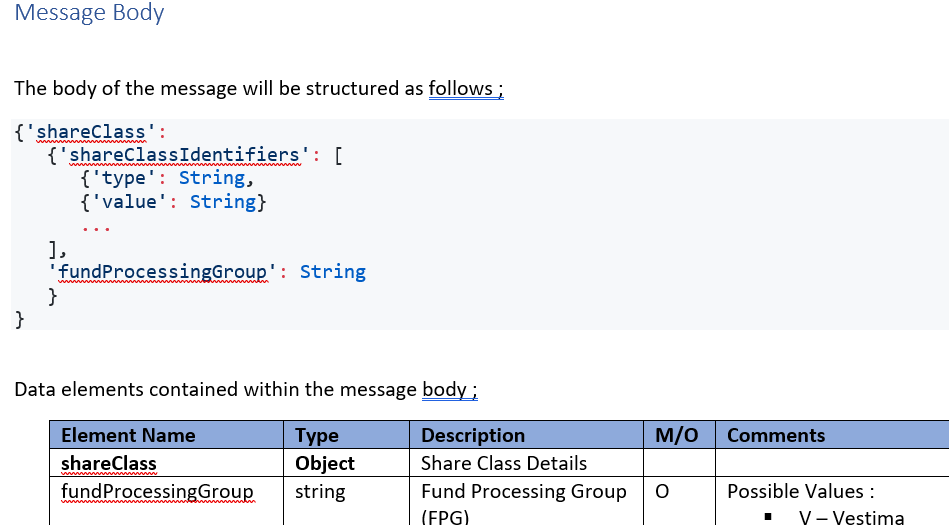 Message Body
The body of the message will be structured as follows ;
{'shareClass':
{'shareClassIdentifiers': [
{'type': String,
{'value': String}
...
],
'fundProcessingGroup': String
}
}
Data elements contained within the message body ;
Element Name Type Description M/O Comments
shareClass Object Share Class Details
fundProcessingGroup string Fund Processing Group O Possible Values :
(FPG) ▪ V – Vestima